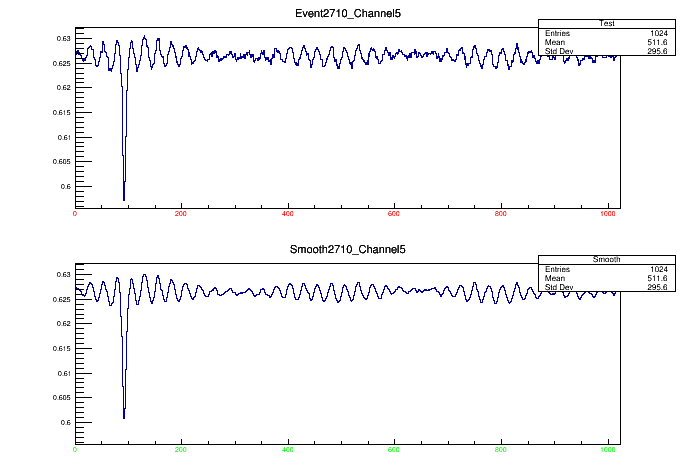 Event2710_Channel5
Test
Entries 1024
Mean 511.6
Std Dev 295.6
0.63
0.625
0.62
0.615
0.61
0.605
0.6
0 200 400 600 800 1000
Smooth2710_Channel5
Smooth
Entries 1024
Mean 511.6
Std Dev 295.6
0.63
0.625
0.62
0.615
0.61
0.605
0.6
0 200 400 600 800 1000